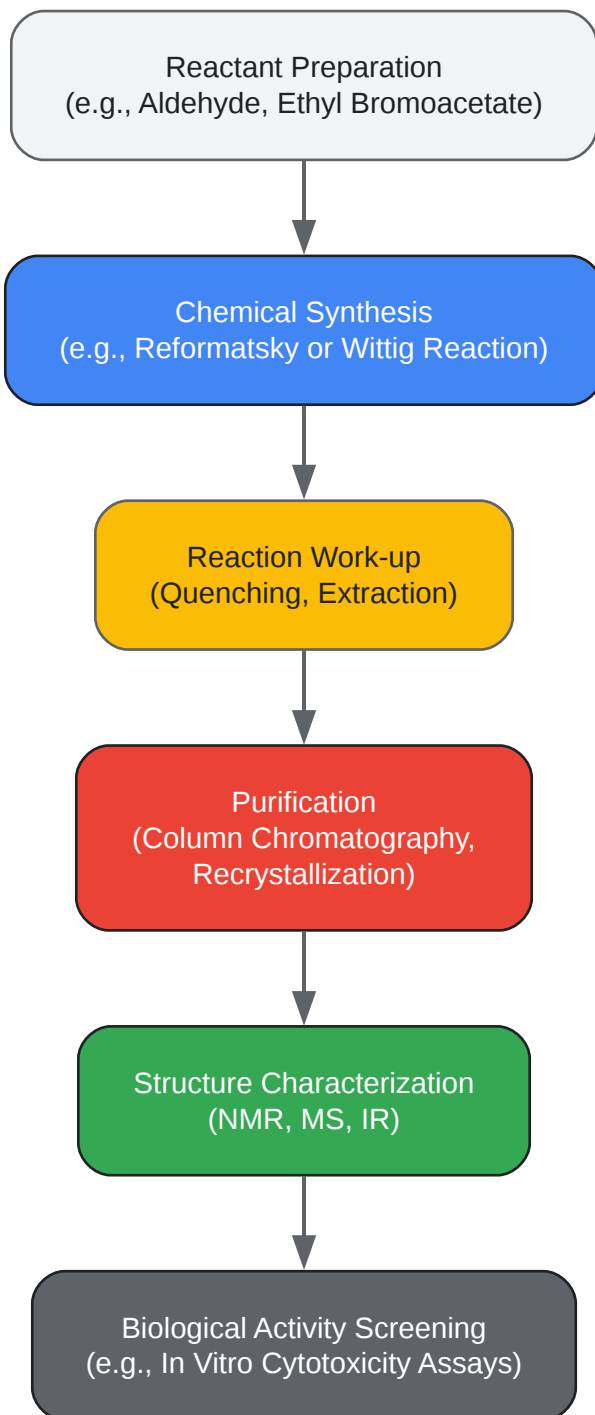 Reactant Preparation
(e.g., Aldehyde, Ethyl Bromoacetate)
Chemical Synthesis
(e.g., Reformatsky or Wittig Reaction)
Reaction Work-up
(Quenching, Extraction)
Purification
(Column Chromatography,
Recrystallization)
Structure Characterization
(NMR, MS, IR)
Biological Activity Screening
(e.g., In Vitro Cytotoxicity Assays)